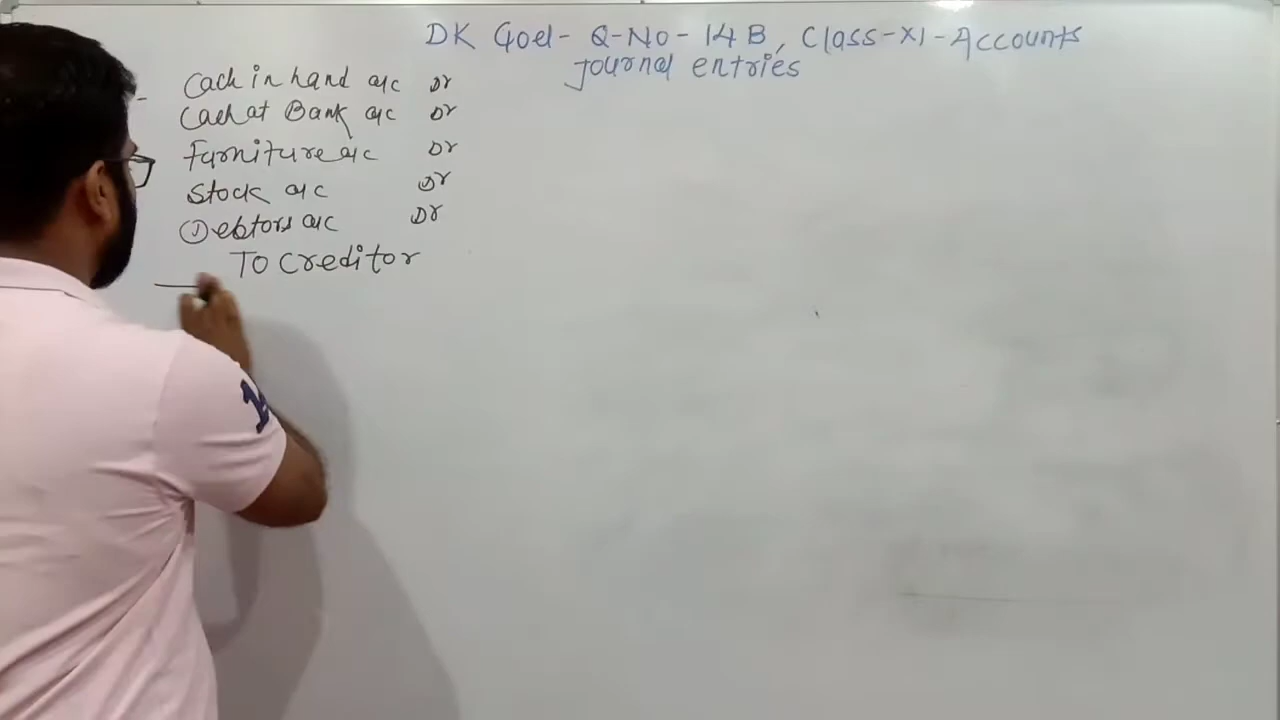 DK Goel- Q-No-14B, Class-XI-Accounts
Journal entries
Cash in hand a/c Dr
Cash at Bank a/c Dr
Furniture a/c Dr
Stock a/c Dr
Debtors a/c Dr
To Creditor